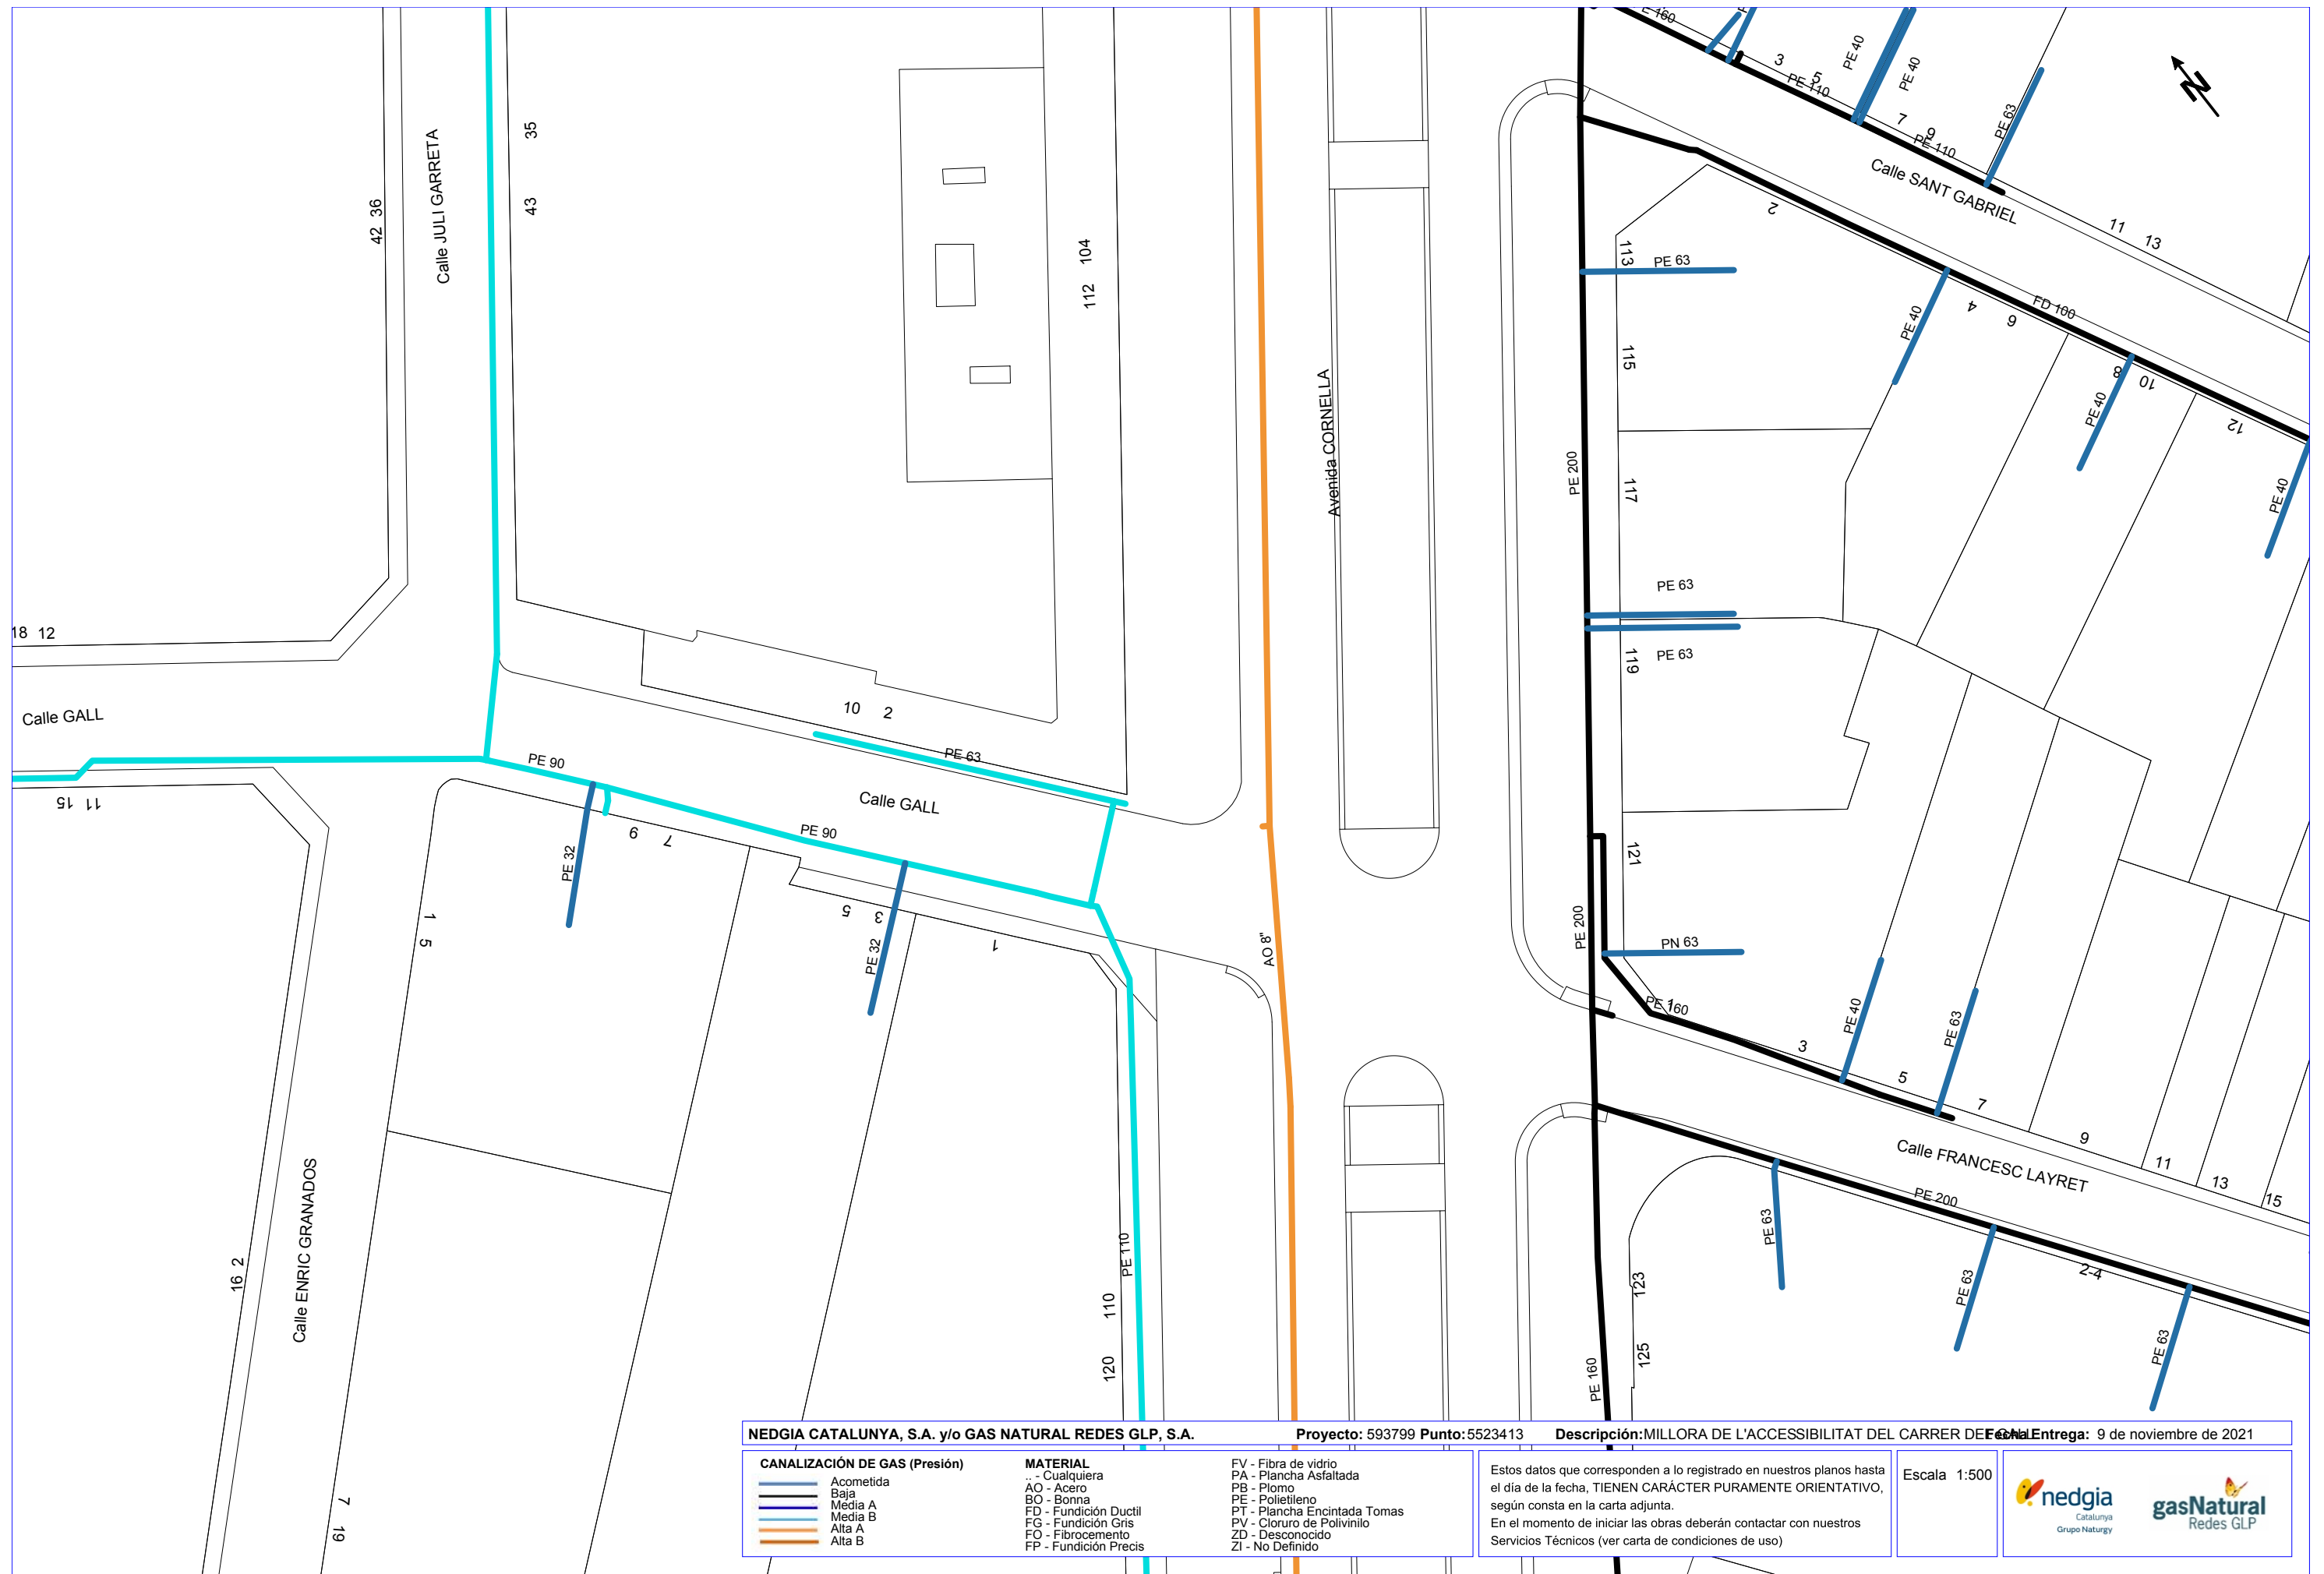 E 160
3
5
PE 110
PE 40
PE 40
7
9
PE 110
PE 63
N
Calle SANT GABRIEL
11
13
35
43
42 36
Calle JULI GARRETA
104
112
2
113
PE 63
4
6
FD 100
PE 40
115
8
10
PE 40
12
PE 40
Avenida CORNELLA
PE 200
117
PE 63
PE 63
119
18 12
Calle GALL
10 2
PE 63
PE 90
Calle GALL
PE 90
15 11
9 7
PE 32
121
1
5
5 3
PE 32
1
AO 8"
PE 200
PN 63
PE 160
1
PE 40
PE 63
3
5
7
9
11
13
15
Calle FRANCESC LAYRET
PE 200
PE 63
PE 63
2-4
PE 63
Calle ENRIC GRANADOS
16 2
PE 110
110
120
123
125
PE 160
7
19
NEDGIA CATALUNYA, S.A. y/o GAS NATURAL REDES GLP, S.A. Proyecto: 593799 Punto: 5523413 Descripción: MILLORA DE L'ACCESSIBILITAT DEL CARRER DEL GALL Fecha Entrega: 9 de noviembre de 2021
CANALIZACIÓN DE GAS (Presión)
Acometida
Baja
Media A
Media B
Alta A
Alta B
MATERIAL
.. - Cualquiera
AO - Acero
BO - Bonna
FD - Fundición Ductil
FG - Fundición Gris
FO - Fibrocemento
FP - Fundición Precis
FV - Fibra de vidrio
PA - Plancha Asfaltada
PB - Plomo
PE - Polietileno
PT - Plancha Encintada Tomas
PV - Cloruro de Polivinilo
ZD - Desconocido
ZI - No Definido
Estos datos que corresponden a lo registrado en nuestros planos hasta
el día de la fecha, TIENEN CARÁCTER PURAMENTE ORIENTATIVO,
según consta en la carta adjunta.
En el momento de iniciar las obras deberán contactar con nuestros
Servicios Técnicos (ver carta de condiciones de uso)
Escala 1:500
nedgia
Catalunya
Grupo Naturgy
gasNatural
Redes GLP